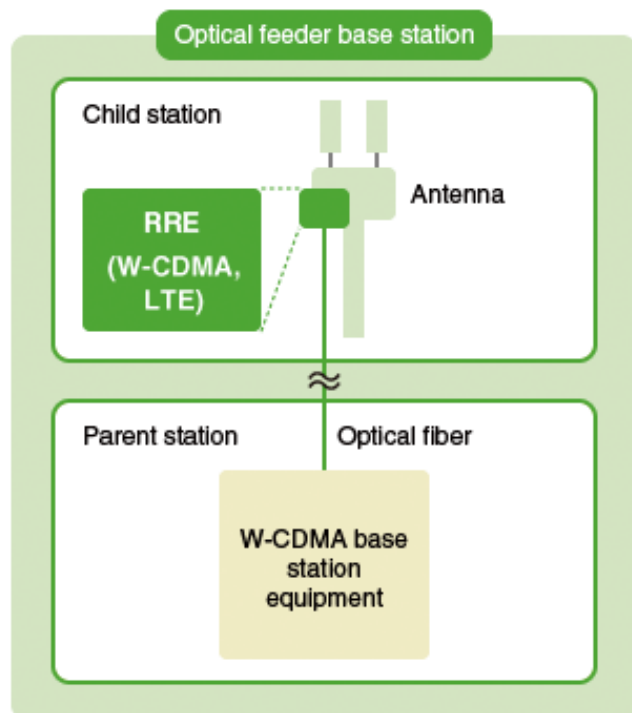 Optical feeder base station
Child station
Antenna
RRE
(W-CDMA,
LTE)
Parent station
Optical fiber
W-CDMA base
station
equipment